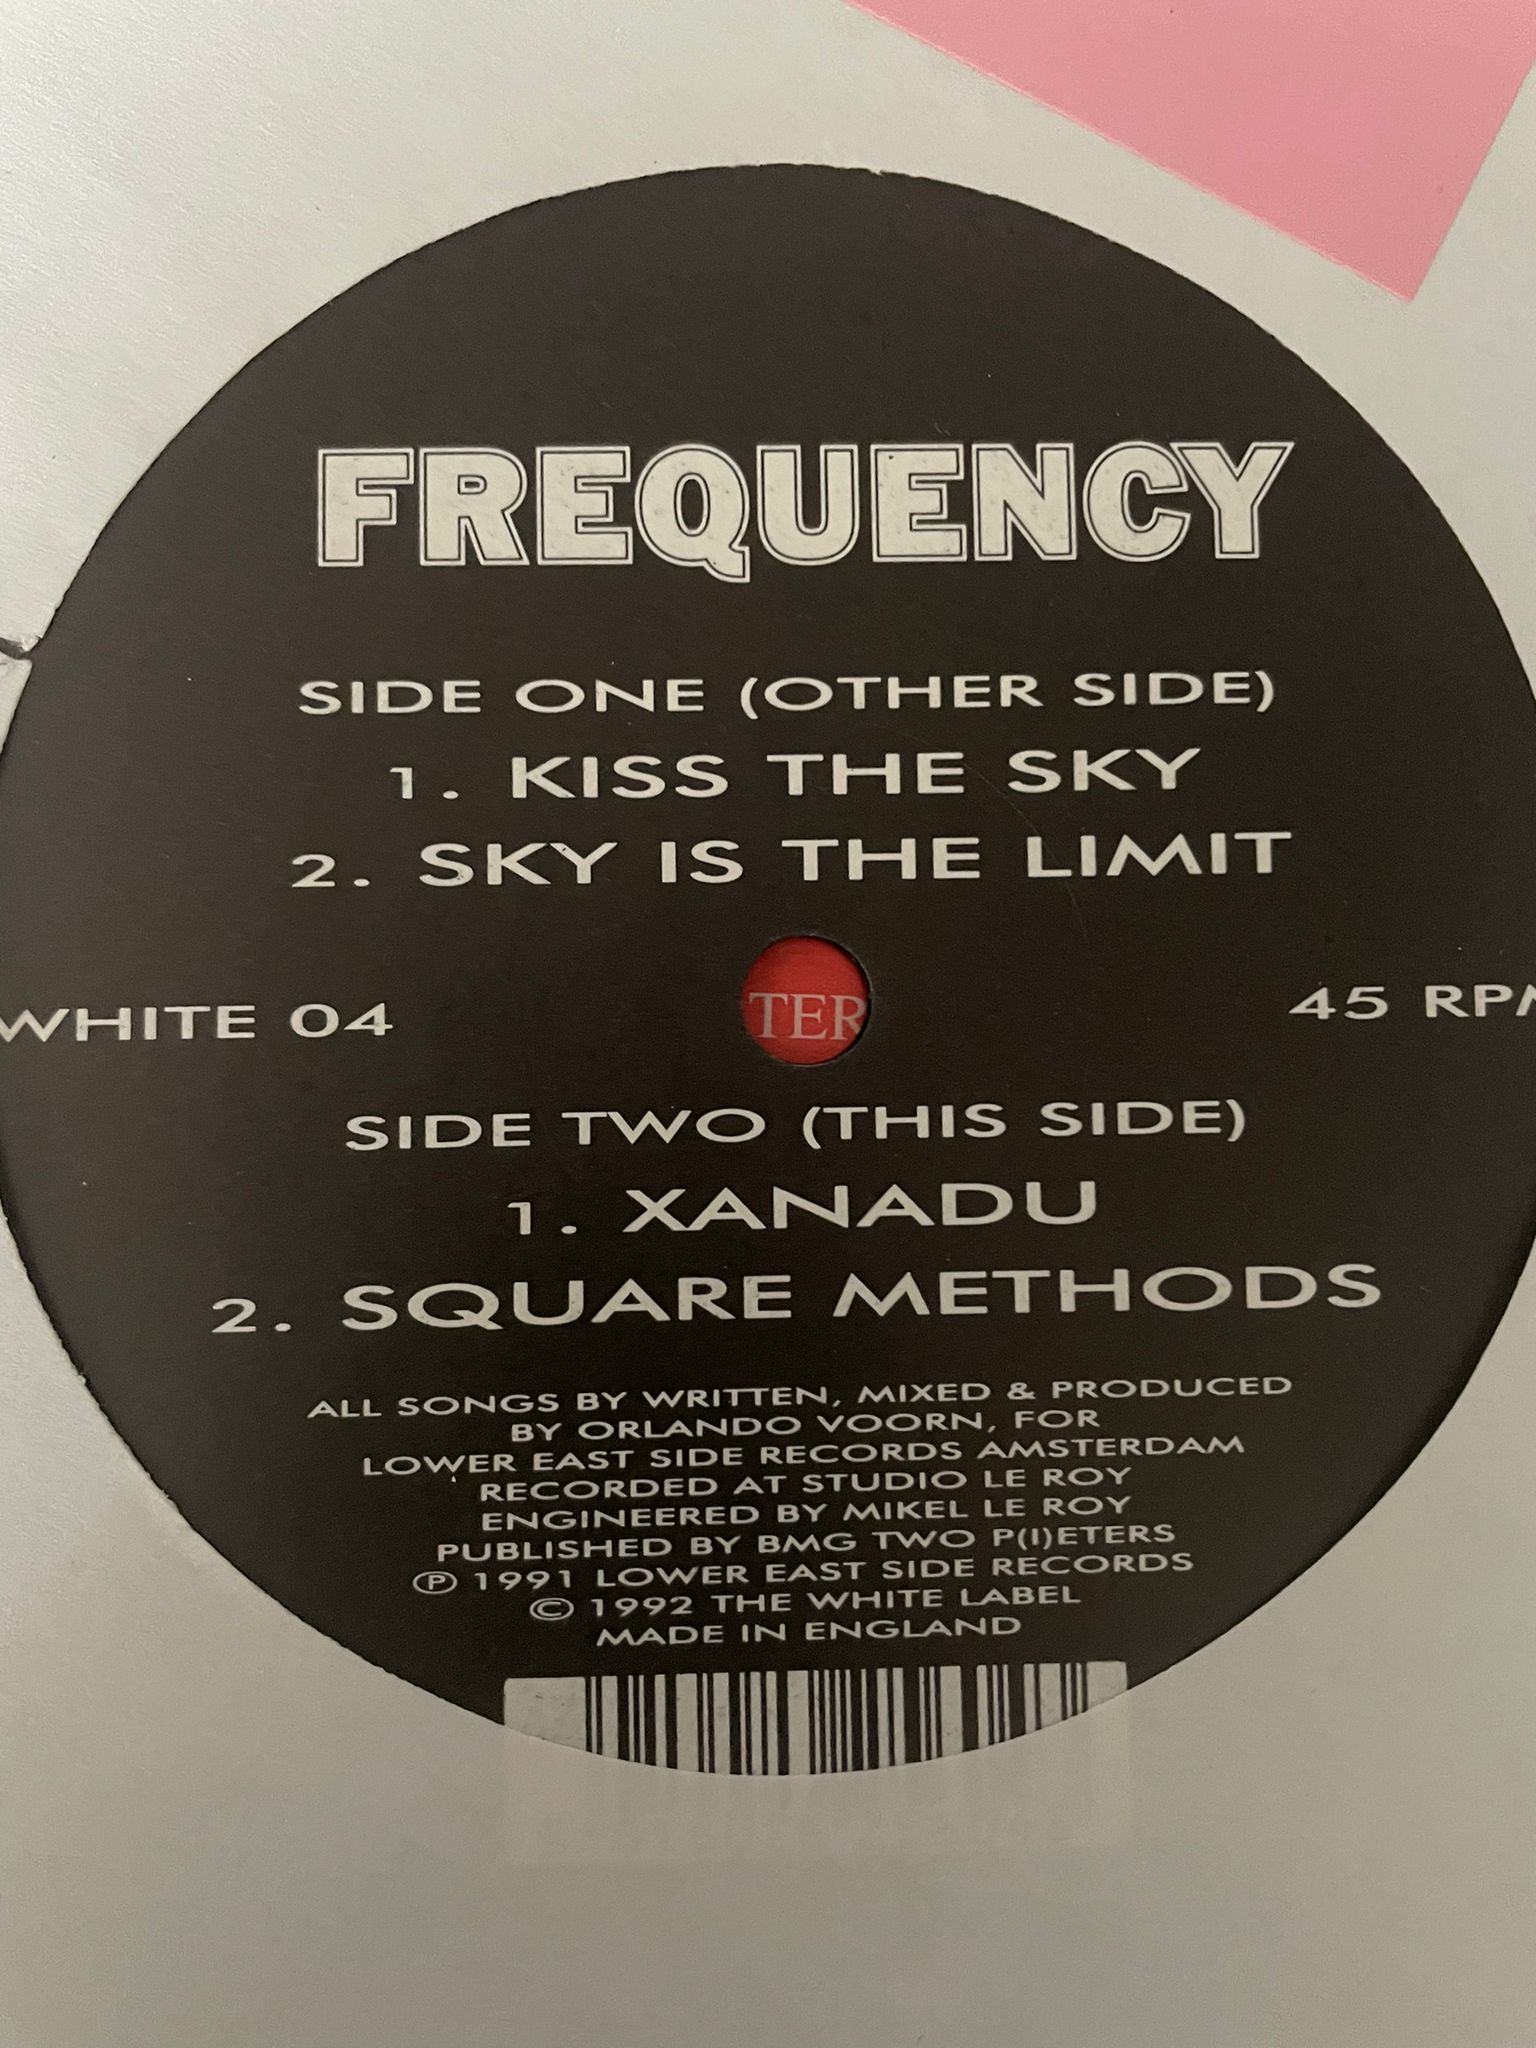 FREQUENCY
SIDE ONE (OTHER SIDE)
1. KISS THE SKY
2. SKY IS THE LIMIT
WHITE 04
TER
45 RPM
SIDE TWO (THIS SIDE)
1. XANADU
2. SQUARE METHODS
ALL SONGS BY WRITTEN, MIXED & PRODUCED
BY ORLANDO VOORN, FOR
LOWER EAST SIDE RECORDS AMSTERDAM
RECORDED AT STUDIO LE ROY
ENGINEERED BY MIKEL LE ROY
PUBLISHED BY BMG TWO P(I)ETERS
℗ 1991 LOWER EAST SIDE RECORDS
© 1992 THE WHITE LABEL
MADE IN ENGLAND